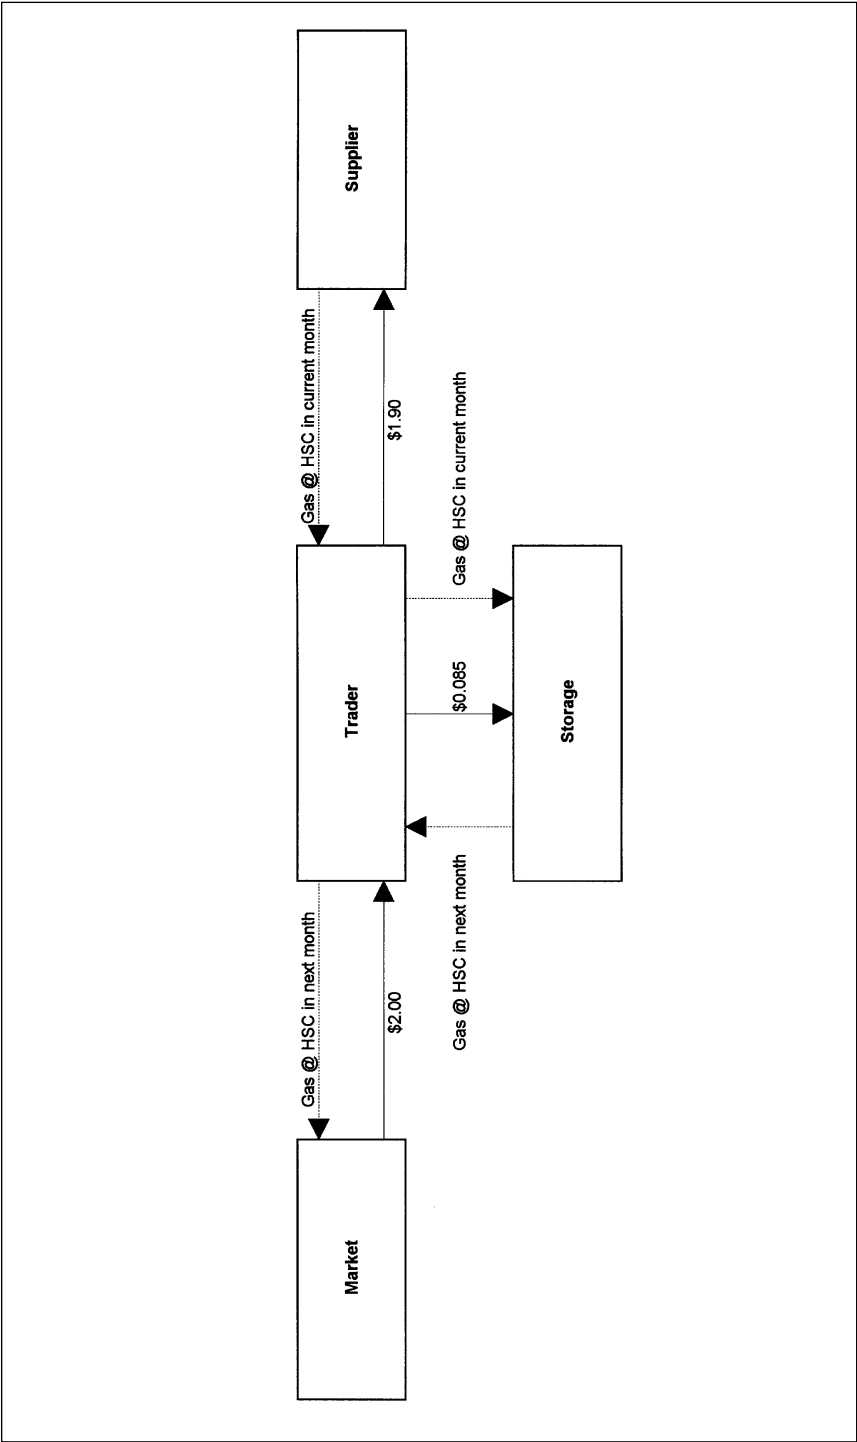 Market
Gas @ HSC in next month
$2.00
Trader
Gas @ HSC in current month
$1.90
Supplier
Gas @ HSC in next month
$0.085
Gas @ HSC in current month
Storage